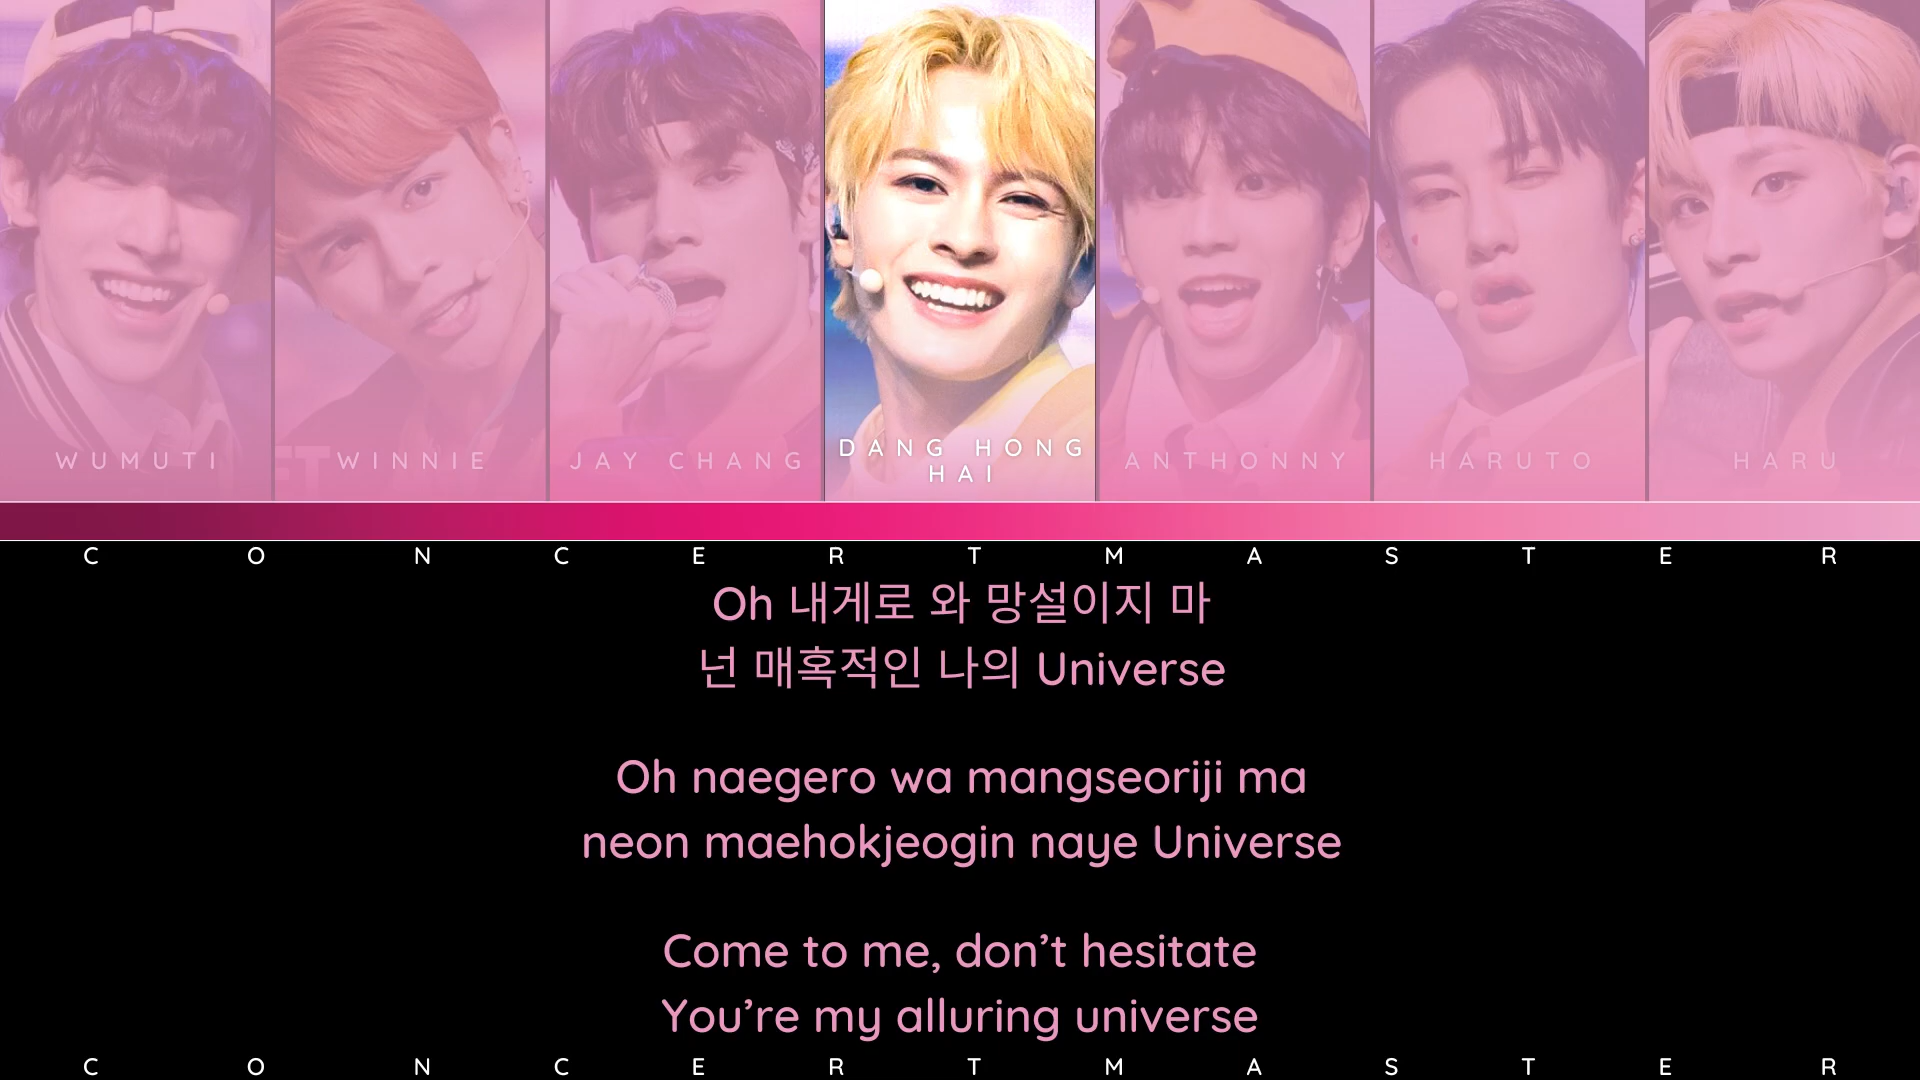 WUMUTI
WINNIE
JAY CHANG
DANG HONG
HAI
ANTHONNY
HARUTO
HARU
C O N C E R T M A S T E R
Oh 내게로 와 망설이지 마
넌 매혹적인 나의 Universe
Oh naegero wa mangseoriji ma
neon maehokjeogin naye Universe
Come to me, don’t hesitate
You’re my alluring universe
C O N C E R T M A S T E R